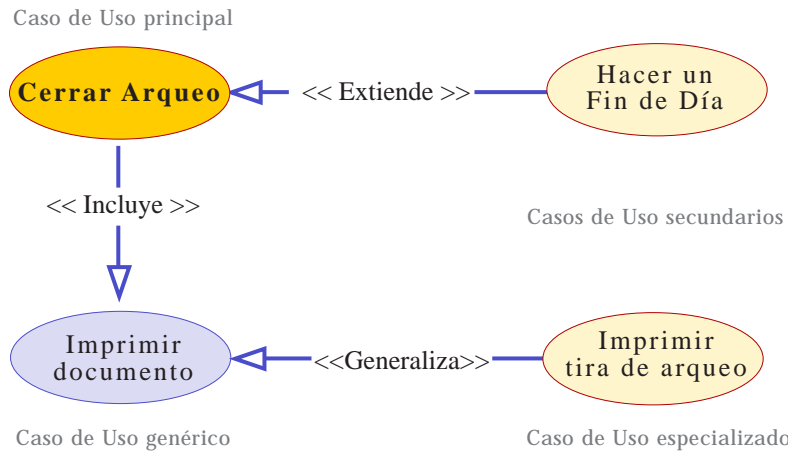 Caso de Uso principal
Cerrar Arqueo
<< Extiende >>
Hacer un
Fin de Día
<< Incluye >>
Casos de Uso secundarios
Imprimir
documento
<<Generaliza>>
Imprimir
tira de arqueo
Caso de Uso genérico
Caso de Uso especializado